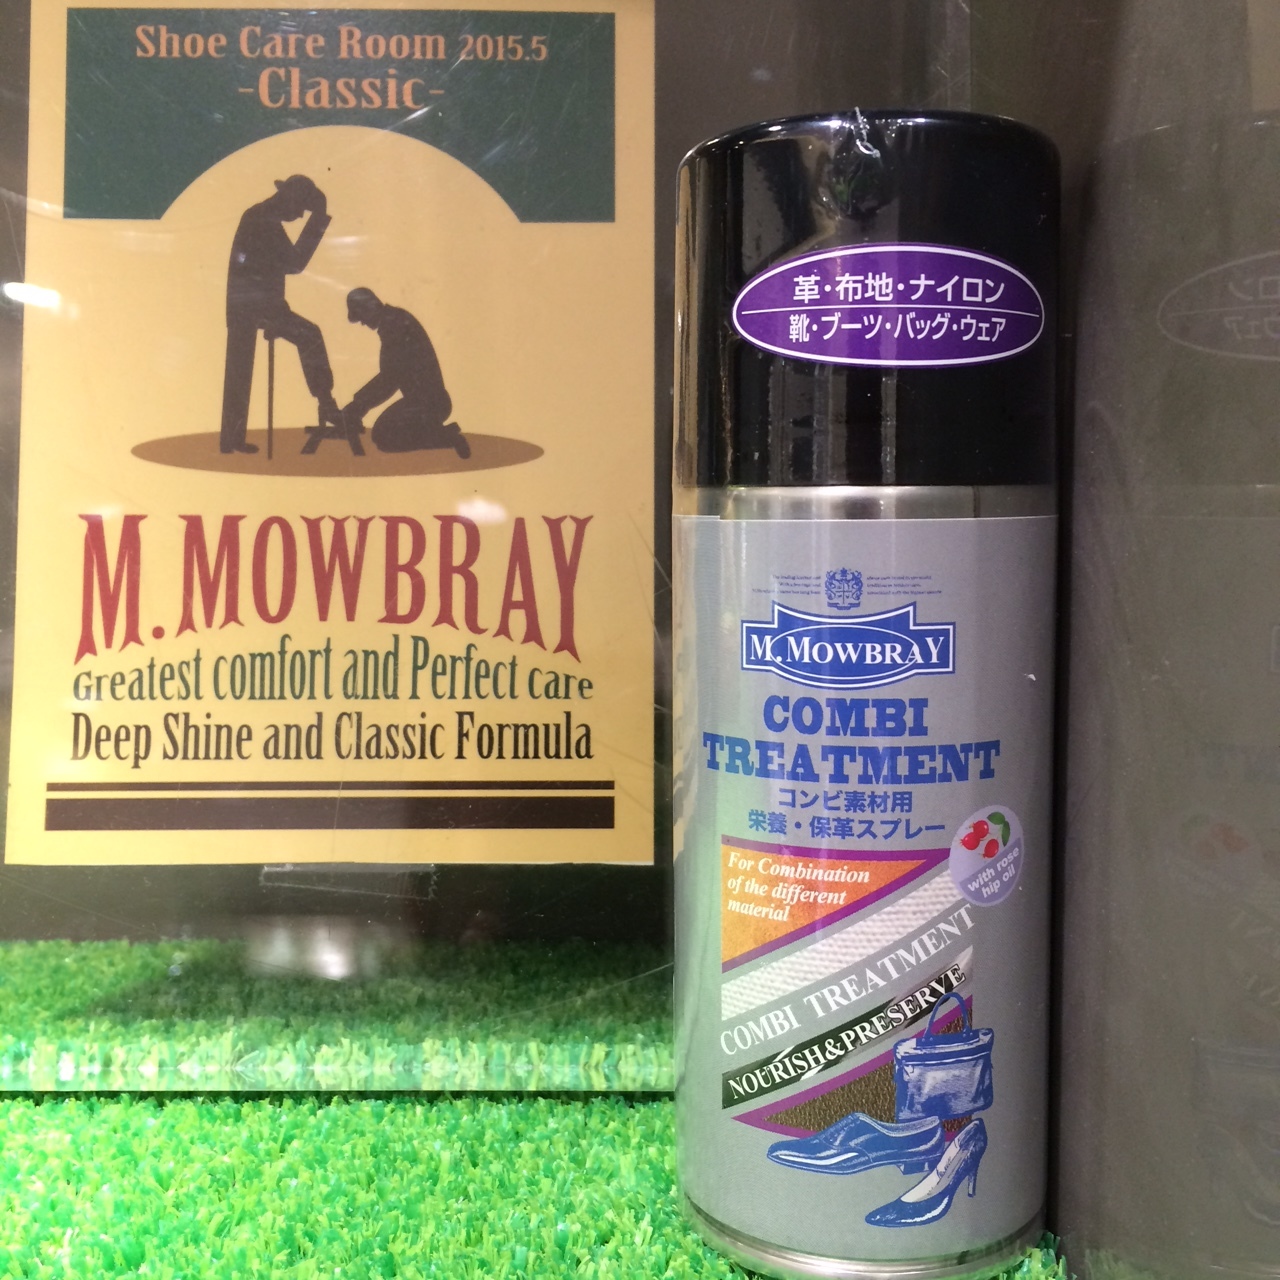 Shoe Care Room 2015.5
-Classic-
M.MOWBRAY
Greatest comfort and Perfect care
Deep Shine and Classic Formula
革・布地・ナイロン
靴・ブーツ・バッグ・ウェア
M.MOWBRAY
COMBI
TREATMENT
コンビ素材用
栄養・保革スプレー
with rose
hip oil
For Combination
of the different
material
COMBI TREATMENT
NOURISH&PRESERVE